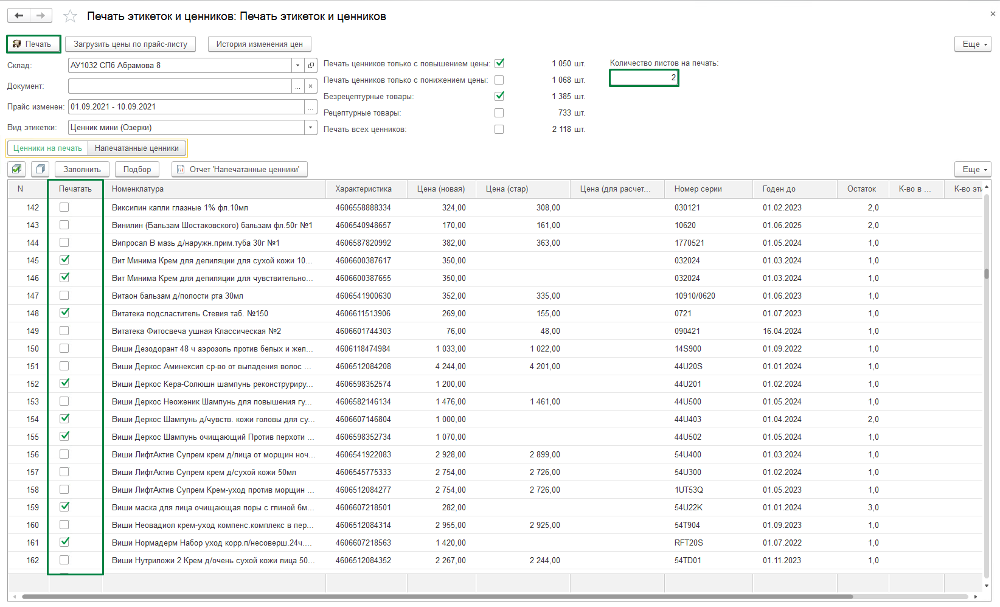 Печать этикеток и ценников: Печать этикеток и ценников
Печать Загрузить цены по прайс-листу История изменения цен Еще
Склад: АУ1032 СПб Абрамова 8 Печать ценников только с повышением цены: 1 050 шт. Количество листов на печать:
Документ: Печать ценников только с понижением цены: 1 068 шт. 2
Безрецептурные товары: 1 385 шт.
Прайс изменен: 01.09.2021 - 10.09.2021 Рецептурные товары: 733 шт.
Вид этикетки: Ценник мини (Озерки) Печать всех ценников: 2 118 шт.
Ценники на печать Напечатанные ценники
Заполнить Подбор Отчет 'Напечатанные ценники' Еще
N Печатать Номенклатура Характеристика Цена (новая) Цена (стар) Цена (для расчет... Номер серии Годен до Остаток К-во в ... К-во эти
142 Виксипин капли глазные 1% фл.10мл 4606558888334 324,00 308,00 030121 01.02.2023 2,0
143 Винилин (Бальзам Шостаковского) бальзам фл.50г №1 4606540948657 170,00 161,00 10620 01.06.2025 2,0
144 Випросал В мазь д/наружн.прим.туба 30г №1 4606587820992 382,00 363,00 1770521 01.05.2024 1,0
145 Вит Минима Крем для депиляции для сухой кожи 10... 4606600387617 350,00 032024 01.03.2024 1,0
146 Вит Минима Крем для депиляции для чувствительно... 4606600387655 350,00 032024 01.03.2024 1,0
147 Витаон бальзам д/полости рта 30мл 4606541900630 352,00 335,00 10910/0620 01.06.2023 1,0
148 Витатека подсластитель Стевия таб. №150 4606611513906 269,00 155,00 0721 01.07.2023 1,0
149 Витатека Фитосвеча ушная Классическая №2 4606601744303 76,00 48,00 090421 16.04.2024 1,0
150 Виши Дезодорант 48 ч аэрозоль против белых и жел... 4606118474984 1 033,00 1 022,00 14S900 01.09.2022 1,0
151 Виши Деркос Аминексил ср-во от выпадения волос ... 4606512084208 4 244,00 4 201,00 44U20S 01.01.2024 1,0
152 Виши Деркос Кера-Солюшн шампунь реконструриру... 4606598352574 1 200,00 44U201 01.02.2024 1,0
153 Виши Деркос Неоженик Шампунь для повышения гу... 4606582146134 1 476,00 1 461,00 44U500 01.05.2024 1,0
154 Виши Деркос Шампунь д/чувств. кожи головы для су... 4606607146804 1 000,00 44U403 01.04.2024 2,0
155 Виши Деркос Шампунь очищающий Против перхоти ... 4606598352734 1 070,00 44U502 01.05.2024 1,0
156 Виши ЛифтАктив Супрем крем д/лица от морщин ноч... 4606541922083 2 928,00 2 899,00 54U400 01.03.2024 1,0
157 Виши ЛифтАктив Супрем крем д/сухой кожи 50мл 4606545775333 2 754,00 2 726,00 54U300 01.02.2024 1,0
158 Виши ЛифтАктив Супрем Крем-уход против морщин ... 4606512084277 2 754,00 2 726,00 1UT53Q 01.05.2023 1,0
159 Виши маска для лица очищающая поры с глиной 6м... 4606607218501 282,00 54U22K 01.01.2024 3,0
160 Виши Неовадиол крем-уход компенс.комплекс в пер... 4606512084314 2 955,00 2 925,00 54T904 01.09.2023 1,0
161 Виши Нормадерм Набор уход корр.п/несоверш.24ч.... 4606607218563 1 420,00 RFT20S 01.07.2022 1,0
162 Виши Нутриложи 2 Крем д/очень сухой кожи лица 50... 4606512084352 2 267,00 2 244,00 54TD01 01.11.2023 1,0